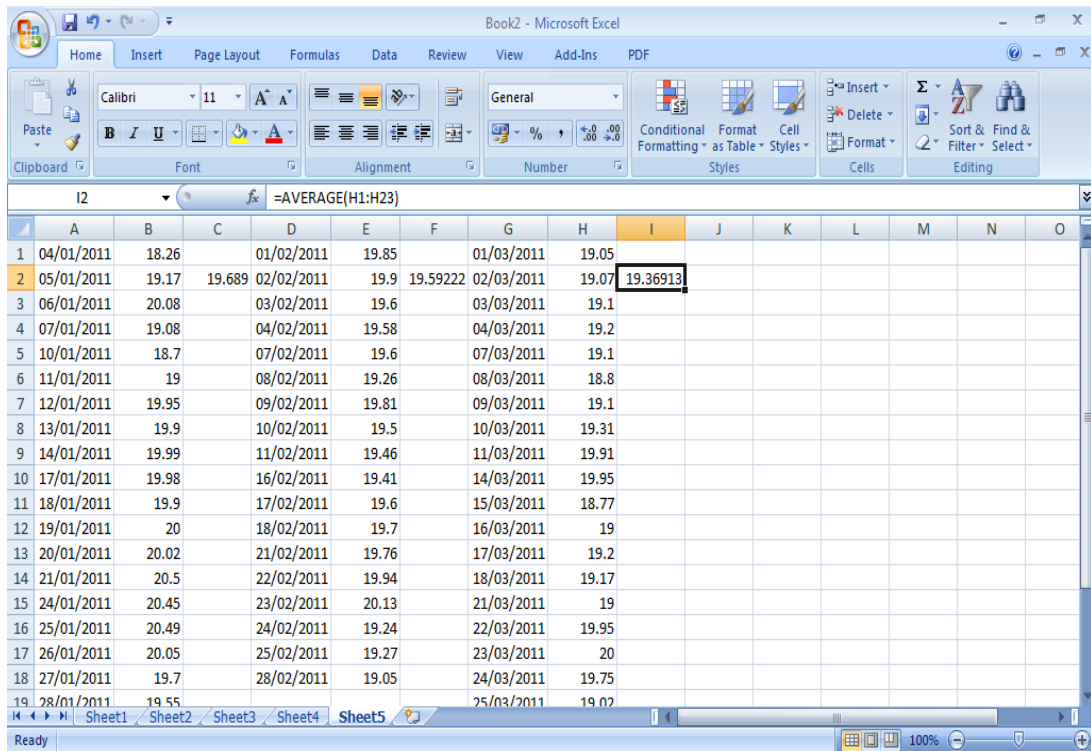 Book2 - Microsoft Excel
Home Insert Page Layout Formulas Data Review View Add-Ins PDF
Calibri 11 A A General Insert Σ
Paste B I U A % , Conditional Format Cell Delete Sort & Find &
Formatting as Table Styles Format Filter Select
Clipboard Font Alignment Number Styles Cells Editing
I2 fx =AVERAGE(H1:H23)
A B C D E F G H I J K L M N O
1 04/01/2011 18.26 01/02/2011 19.85 01/03/2011 19.05
2 05/01/2011 19.17 19.689 02/02/2011 19.9 19.59222 02/03/2011 19.07 19.36913
3 06/01/2011 20.08 03/02/2011 19.6 03/03/2011 19.1
4 07/01/2011 19.08 04/02/2011 19.58 04/03/2011 19.2
5 10/01/2011 18.7 07/02/2011 19.6 07/03/2011 19.1
6 11/01/2011 19 08/02/2011 19.26 08/03/2011 18.8
7 12/01/2011 19.95 09/02/2011 19.81 09/03/2011 19.1
8 13/01/2011 19.9 10/02/2011 19.5 10/03/2011 19.31
9 14/01/2011 19.99 11/02/2011 19.46 11/03/2011 19.91
10 17/01/2011 19.98 16/02/2011 19.41 14/03/2011 19.95
11 18/01/2011 19.9 17/02/2011 19.6 15/03/2011 18.77
12 19/01/2011 20 18/02/2011 19.7 16/03/2011 19
13 20/01/2011 20.02 21/02/2011 19.76 17/03/2011 19.2
14 21/01/2011 20.5 22/02/2011 19.94 18/03/2011 19.17
15 24/01/2011 20.45 23/02/2011 20.13 21/03/2011 19
16 25/01/2011 20.49 24/02/2011 19.24 22/03/2011 19.95
17 26/01/2011 20.05 25/02/2011 19.27 23/03/2011 20
18 27/01/2011 19.7 28/02/2011 19.05 24/03/2011 19.75
19 28/01/2011 19.55 25/03/2011 19.02
Sheet1 Sheet2 Sheet3 Sheet4 Sheet5
Ready 100%